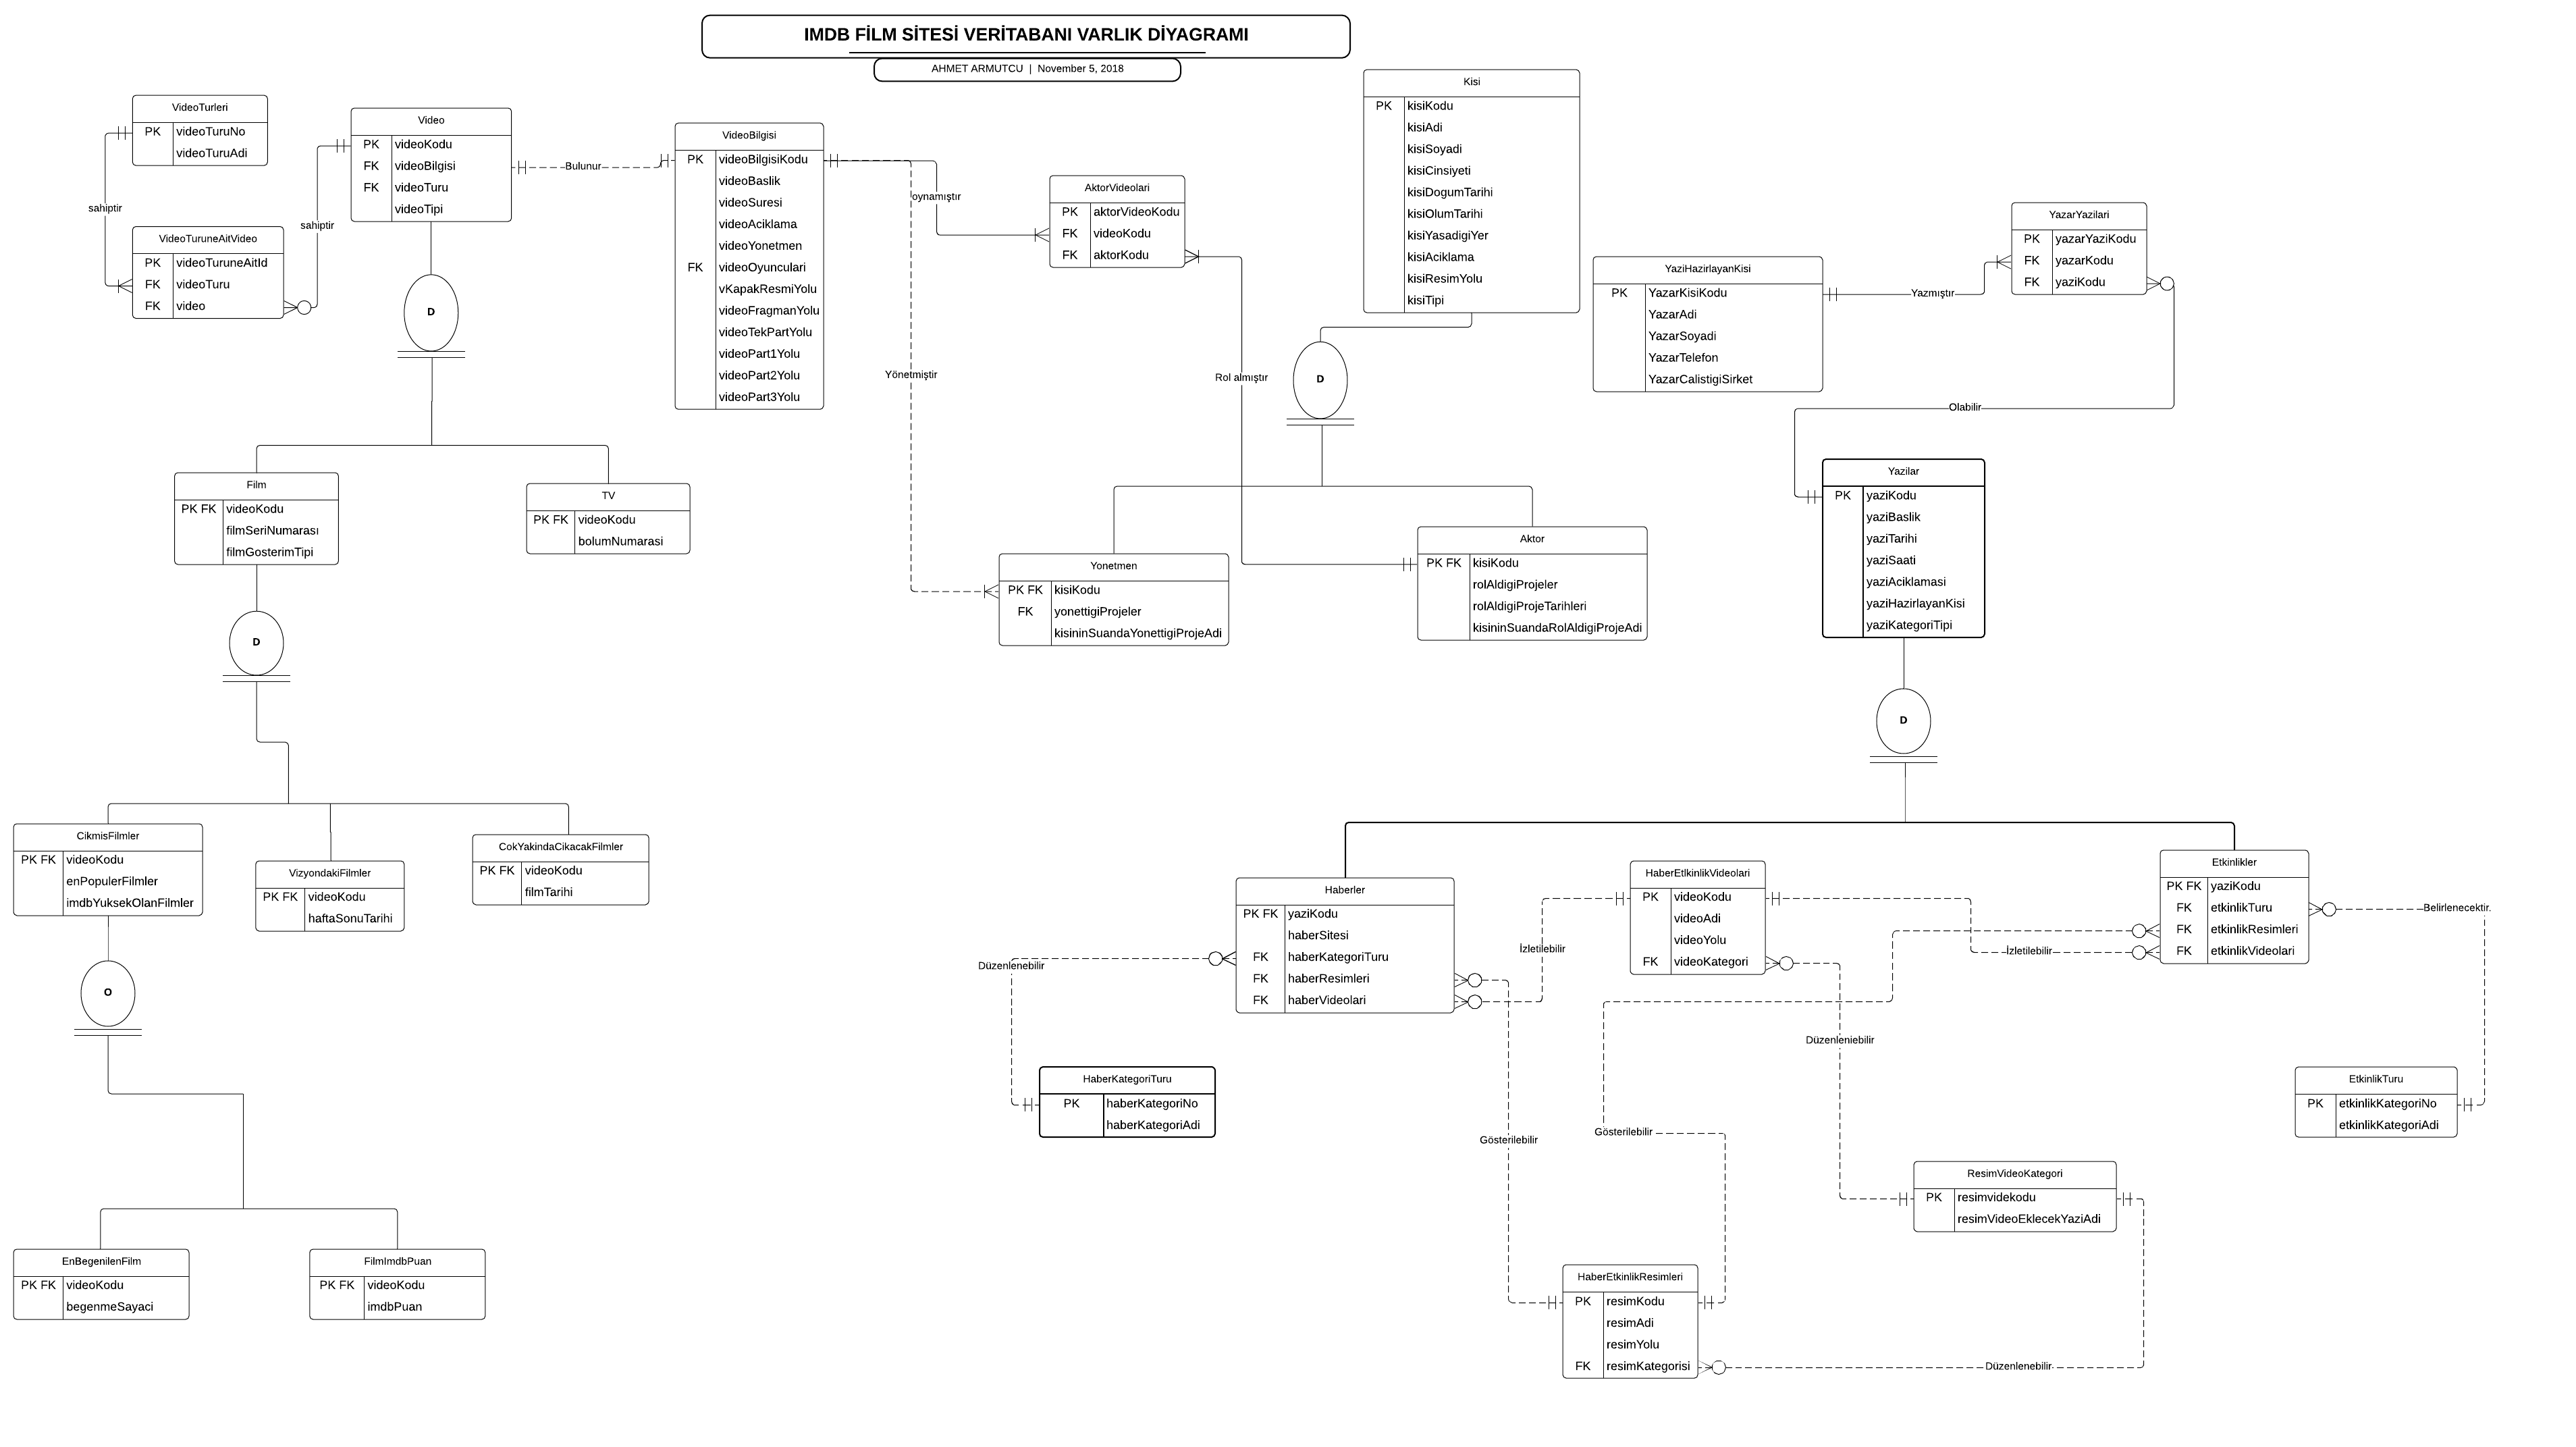 IMDB FİLM SİTESİ VERİTABANI VARLIK DİYAGRAMI
AHMET ARMUTCU | November 5, 2018
VideoTurleri
PK videoTuruNo
videoTuruAdi
sahiptir
VideoTuruneAitVideo
PK videoTuruneAitId
FK videoTuru
FK video
sahiptir
Video
PK videoKodu
FK videoBilgisi
FK videoTuru
videoTipi
D
Bulunur
VideoBilgisi
PK videoBilgisiKodu
videoBaslik
videoSuresi
videoAciklama
videoYonetmen
FK videoOyunculari
vKapakResmiYolu
videoFragmanYolu
videoTekPartYolu
videoPart1Yolu
videoPart2Yolu
videoPart3Yolu
oynamıştır
Yönetmiştir
AktorVideolari
PK aktorVideoKodu
FK videoKodu
FK aktorKodu
Rol almıştır
Kisi
PK kisiKodu
kisiAdi
kisiSoyadi
kisiCinsiyeti
kisiDogumTarihi
kisiOlumTarihi
kisiYasadigiYer
kisiAciklama
kisiResimYolu
kisiTipi
D
YaziHazirlayanKisi
PK YazarKisiKodu
YazarAdi
YazarSoyadi
YazarTelefon
YazarCalistigiSirket
Yazmıştır
YazarYazilari
PK yazarYaziKodu
FK yazarKodu
FK yaziKodu
Olabilir
Film
PK FK videoKodu
filmSeriNumarası
filmGosterimTipi
D
TV
PK FK videoKodu
bolumNumarasi
Yonetmen
PK FK kisiKodu
FK yonettigiProjeler
kisininSuandaYonettigiProjeAdi
Aktor
PK FK kisiKodu
rolAldigiProjeler
rolAldigiProjeTarihleri
kisininSuandaRolAldigiProjeAdi
Yazilar
PK yaziKodu
yaziBaslik
yaziTarihi
yaziSaati
yaziAciklamasi
yaziHazirlayanKisi
yaziKategoriTipi
D
CikmisFilmler
PK FK videoKodu
enPopulerFilmler
imdbYuksekOlanFilmler
O
VizyondakiFilmler
PK FK videoKodu
haftaSonuTarihi
CokYakindaCikacakFilmler
PK FK videoKodu
filmTarihi
Haberler
PK FK yaziKodu
haberSitesi
FK haberKategoriTuru
FK haberResimleri
FK haberVideolari
Düzenlenebilir
İzletilebilir
HaberEtlkinlikVideolari
PK videoKodu
videoAdi
videoYolu
FK videoKategori
İzletilebilir
Etkinlikler
PK FK yaziKodu
FK etkinlikTuru
FK etkinlikResimleri
FK etkinlikVideolari
Belirlenecektir.
Düzenleniebilir
HaberKategoriTuru
PK haberKategoriNo
haberKategoriAdi
Gösterilebilir
Gösterilebilir
EtkinlikTuru
PK etkinlikKategoriNo
etkinlikKategoriAdi
ResimVideoKategori
PK resimvidekodu
resimVideoEklecekYaziAdi
EnBegenilenFilm
PK FK videoKodu
begenmeSayaci
FilmImdbPuan
PK FK videoKodu
imdbPuan
HaberEtkinlikResimleri
PK resimKodu
resimAdi
resimYolu
FK resimKategorisi
Düzenlenebilir